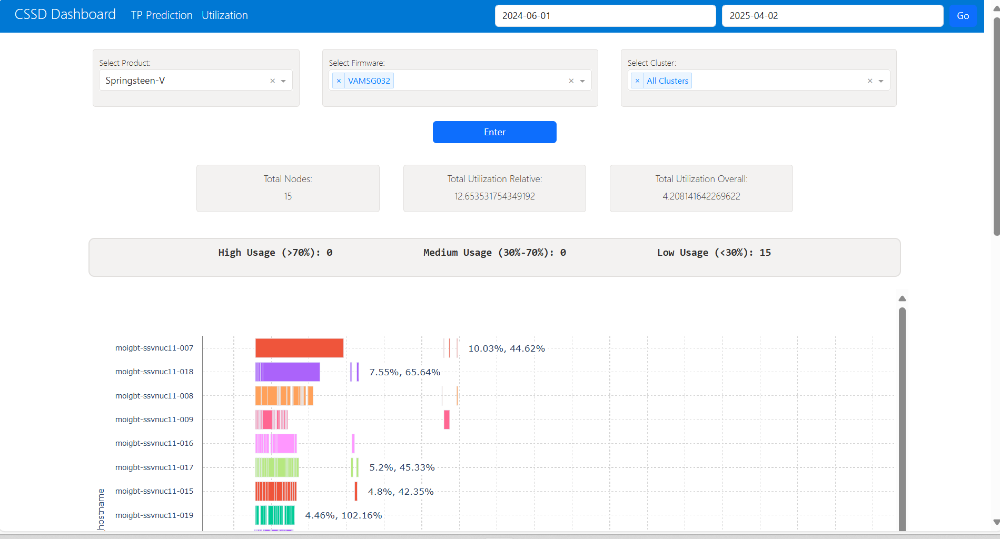 CSSD Dashboard TP Prediction Utilization 2024-06-01 2025-04-02 Go
Select Product: Select Firmware: Select Cluster:
Springsteen-V × × VAMSG032 × × All Clusters ×
Enter
Total Nodes: Total Utilization Relative: Total Utilization Overall:
15 12.653531754349192 4.208141642269622
High Usage (>70%): 0 Medium Usage (30%-70%): 0 Low Usage (<30%): 15
moigbt-ssvnuc11-007 10.03%, 44.62%
moigbt-ssvnuc11-018 7.55%, 65.64%
moigbt-ssvnuc11-008
moigbt-ssvnuc11-009
moigbt-ssvnuc11-016
moigbt-ssvnuc11-017 5.2%, 45.33%
moigbt-ssvnuc11-015 4.8%, 42.35%
moigbt-ssvnuc11-019 4.46%, 102.16%
hostname